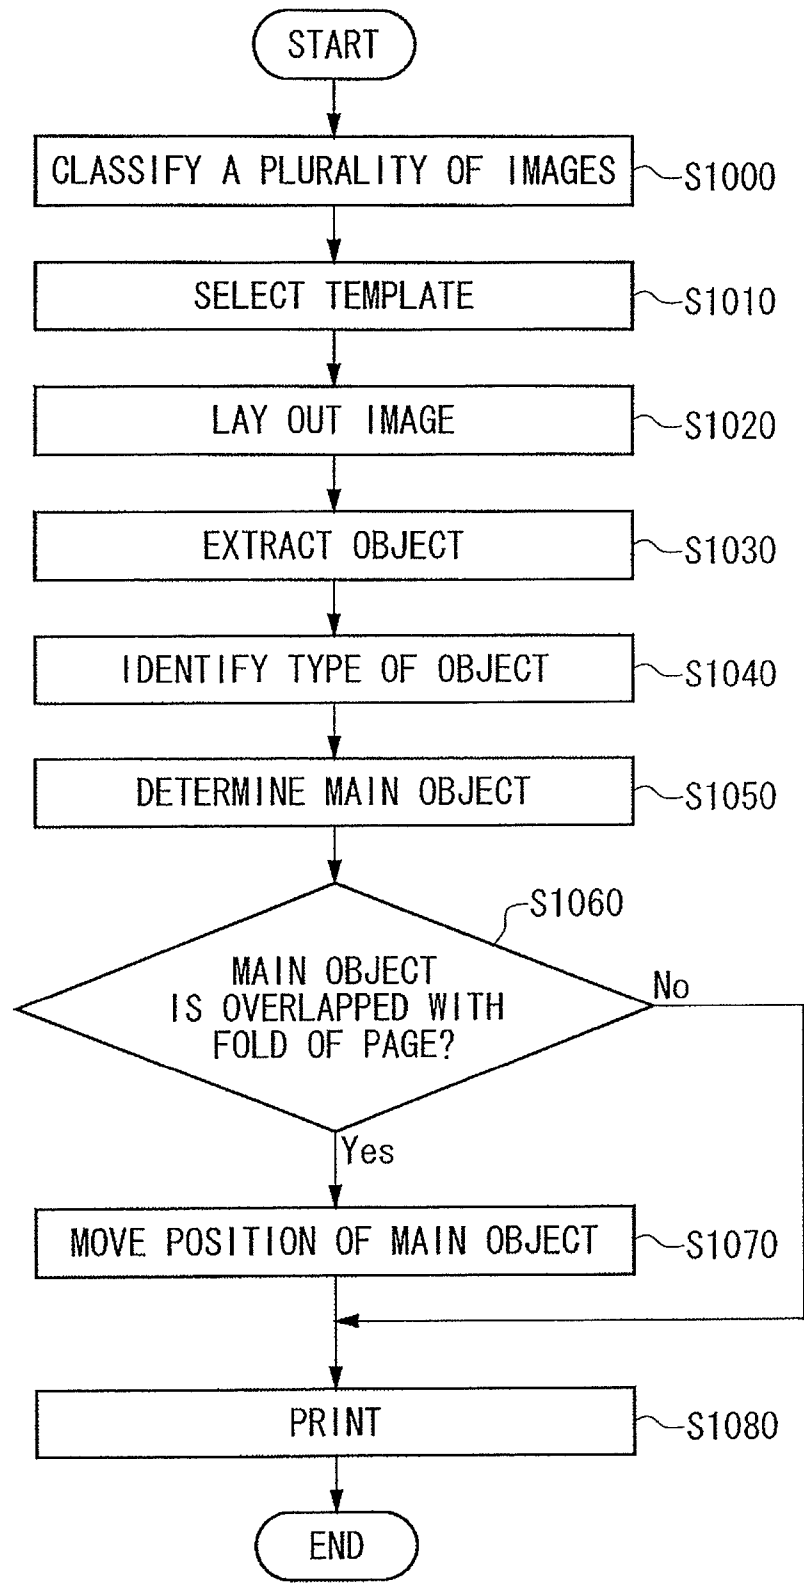 START
CLASSIFY A PLURALITY OF IMAGES
S1000
SELECT TEMPLATE
S1010
LAY OUT IMAGE
S1020
EXTRACT OBJECT
S1030
IDENTIFY TYPE OF OBJECT
S1040
DETERMINE MAIN OBJECT
S1050
S1060
MAIN OBJECT
IS OVERLAPPED WITH
FOLD OF PAGE?
No
Yes
MOVE POSITION OF MAIN OBJECT
S1070
PRINT
S1080
END